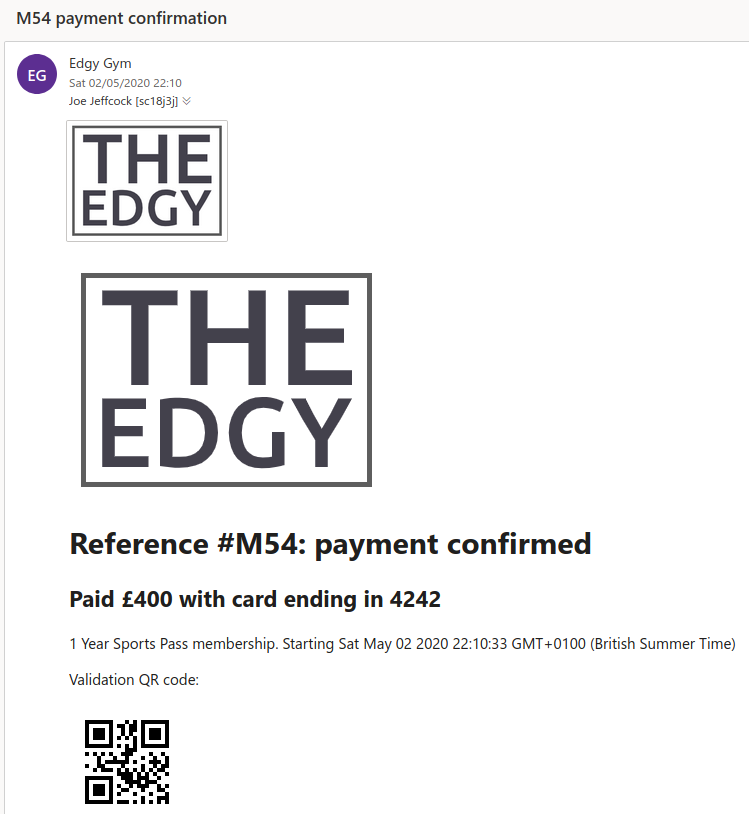 M54 payment confirmation
EG
Edgy Gym
Sat 02/05/2020 22:10
Joe Jeffcock [sc18j3j]
THE
EDGY
THE
EDGY
Reference #M54: payment confirmed
Paid £400 with card ending in 4242
1 Year Sports Pass membership. Starting Sat May 02 2020 22:10:33 GMT+0100 (British Summer Time)
Validation QR code: